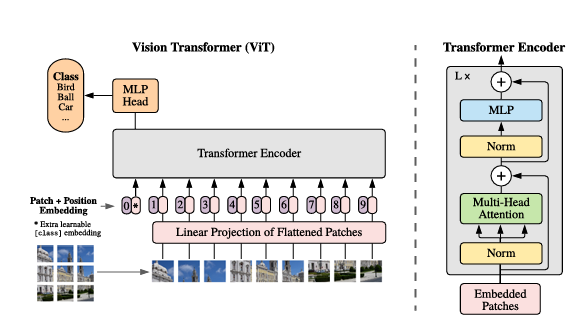 Vision Transformer (ViT)
Class
Bird
Ball
Car
...
MLP
Head
Transformer Encoder
Patch + Position
Embedding
* Extra learnable
[class] embedding
0 * 1 2 3 4 5 6 7 8 9
Linear Projection of Flattened Patches
Transformer Encoder
L ×
+
MLP
Norm
+
Multi-Head
Attention
Norm
Embedded
Patches